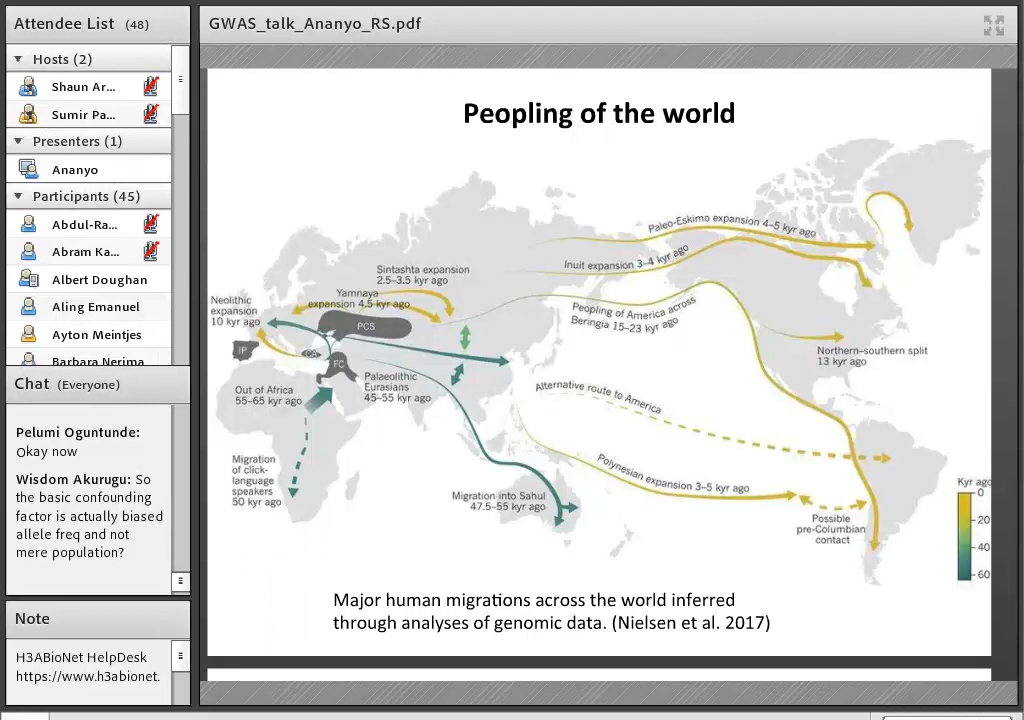 Attendee List (48)
Hosts (2)
Shaun Ar...
Sumir Pa...
Presenters (1)
Ananyo
Participants (45)
Abdul-Ra...
Abram Ka...
Albert Doughan
Aling Emanuel
Ayton Meintjes
Barbara Nerima
Chat (Everyone)
Pelumi Oguntunde:
Okay now
Wisdom Akurugu: So
the basic confounding
factor is actually biased
allele freq and not
mere population?
Note
H3ABioNet HelpDesk
https://www.h3abionet.
GWAS_talk_Ananyo_RS.pdf
Peopling of the world
Paleo-Eskimo expansion 4–5 kyr ago
Inuit expansion 3–4 kyr ago
Sintashta expansion
2.5–3.5 kyr ago
Yamnaya
expansion 4.5 kyr ago
Neolithic
expansion
10 kyr ago
PCS
IP
CA
FC
Peopling of America across
Beringia 15–23 kyr ago
Northern–southern split
13 kyr ago
Out of Africa
55–65 kyr ago
Palaeolithic
Eurasians
45–55 kyr ago
Alternative route to America
Migration
of click-
language
speakers
50 kyr ago
Migration into Sahul
47.5–55 kyr ago
Polynesian expansion 3–5 kyr ago
Possible
pre-Columbian
contact
Kyr ago
0
20
40
60
Major human migrations across the world inferred
through analyses of genomic data. (Nielsen et al. 2017)